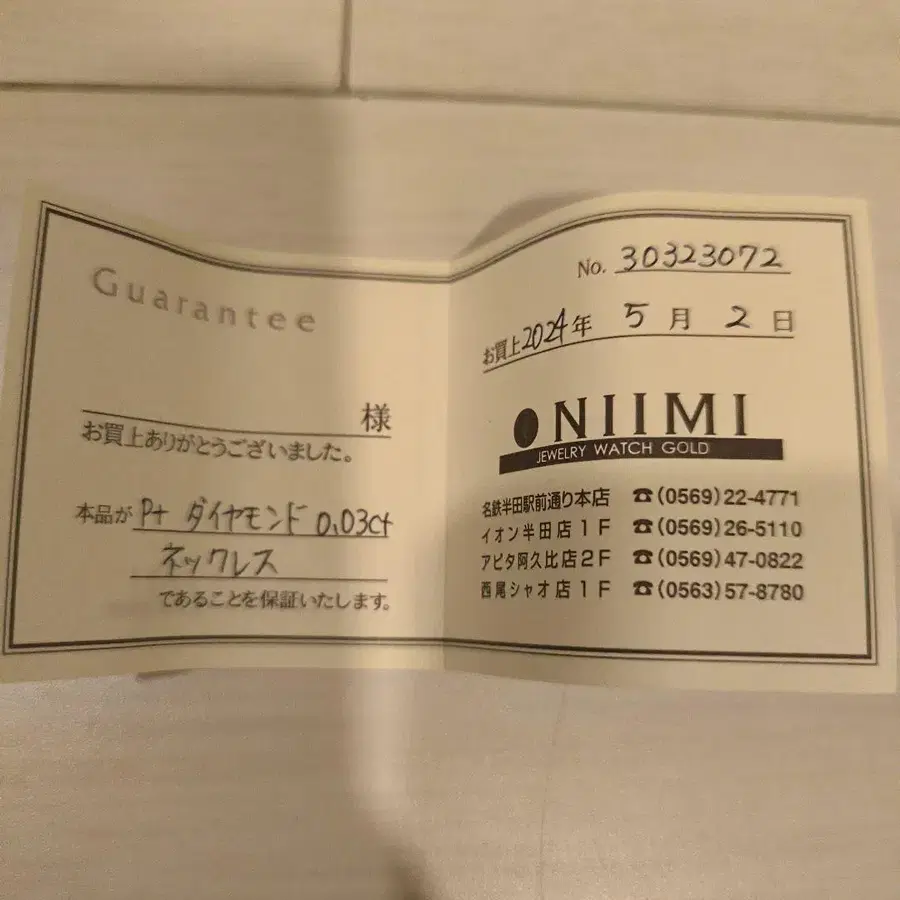 Guarantee
様
お買上ありがとうございました。
本品が Pt ダイヤモンド 0.03ct
ネックレス
であることを保証いたします。
No. 30323072
お買上2024年 5月 2日
NIIMI
JEWELRY WATCH GOLD
名鉄半田駅前通り本店 ☎(0569)22-4771
イオン半田店1F ☎(0569)26-5110
アピタ阿久比店2F ☎(0569)47-0822
西尾シャオ店1F ☎(0563)57-8780